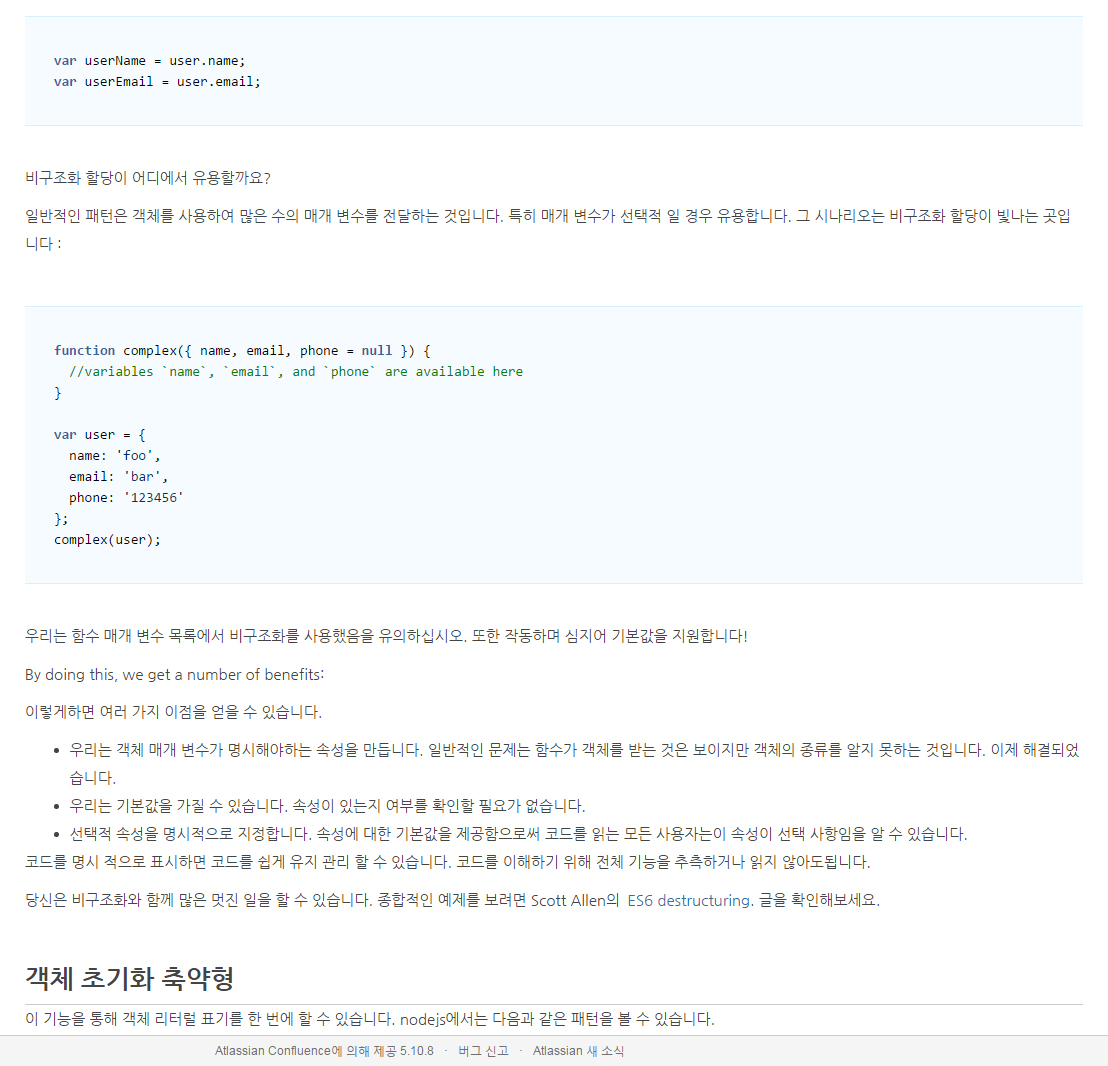 var userName = user.name;
var userEmail = user.email;
비구조화 할당이 어디에서 유용할까요?
일반적인 패턴은 객체를 사용하여 많은 수의 매개 변수를 전달하는 것입니다. 특히 매개 변수가 선택적 일 경우 유용합니다. 그 시나리오는 비구조화 할당이 빛나는 곳입
니다 :
function complex({ name, email, phone = null }) {
  //variables `name`, `email`, and `phone` are available here
}
var user = {
  name: 'foo',
  email: 'bar',
  phone: '123456'
};
complex(user);
우리는 함수 매개 변수 목록에서 비구조화를 사용했음을 유의하십시오. 또한 작동하며 심지어 기본값을 지원합니다!
By doing this, we get a number of benefits:
이렇게하면 여러 가지 이점을 얻을 수 있습니다.
• 우리는 객체 매개 변수가 명시해야하는 속성을 만듭니다. 일반적인 문제는 함수가 객체를 받는 것은 보이지만 객체의 종류를 알지 못하는 것입니다. 이제 해결되었
습니다.
• 우리는 기본값을 가질 수 있습니다. 속성이 있는지 여부를 확인할 필요가 없습니다.
• 선택적 속성을 명시적으로 지정합니다. 속성에 대한 기본값을 제공함으로써 코드를 읽는 모든 사용자는이 속성이 선택 사항임을 알 수 있습니다.
코드를 명시 적으로 표시하면 코드를 쉽게 유지 관리 할 수 있습니다. 코드를 이해하기 위해 전체 기능을 추측하거나 읽지 않아도됩니다.
당신은 비구조화와 함께 많은 멋진 일을 할 수 있습니다. 종합적인 예제를 보려면 Scott Allen의 ES6 destructuring. 글을 확인해보세요.
객체 초기화 축약형
이 기능을 통해 객체 리터럴 표기를 한 번에 할 수 있습니다. nodejs에서는 다음과 같은 패턴을 볼 수 있습니다.
Atlassian Confluence에 의해 제공 5.10.8 · 버그 신고 · Atlassian 새 소식